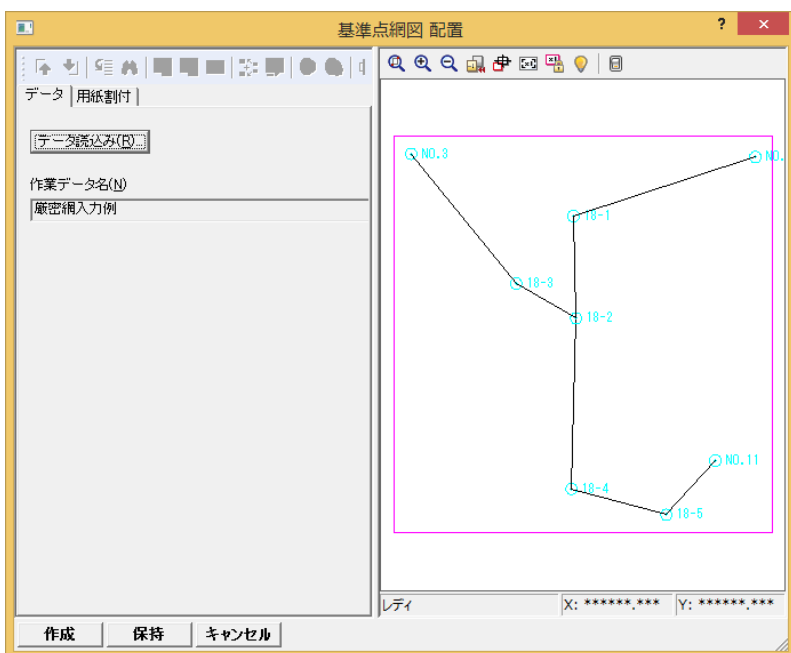 基準点網図 配置
? ×
データ 用紙割付
データ読込み(R)...
作業データ名(N)
厳密網入力例
NO.3
NO.
18-1
18-3
18-2
NO.11
18-4
18-5
レディ X: ******.*** Y: ******.***
作成 保持 キャンセル